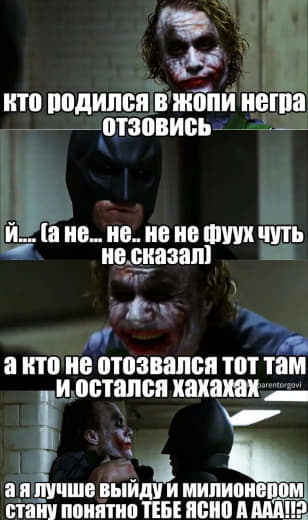 кто родился в жопи негра
отзовись
й.... (а не... не.. не не фуух чуть
не сказал)
а кто не отозвался тот там
и остался хахахах
а я лучше выйду и милионером
стану понятно ТЕБЕ ЯСНО А ААА!!?